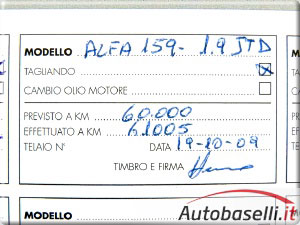 MODELLO ALFA 159 - 1.9 JTD
TAGLIANDO
CAMBIO OLIO MOTORE
PREVISTO A KM 60.000
EFFETTUATO A KM 61005
TELAIO N° DATA 19-10-09
TIMBRO E FIRMA
MODELLO
Autobaselli.it
MODELLO